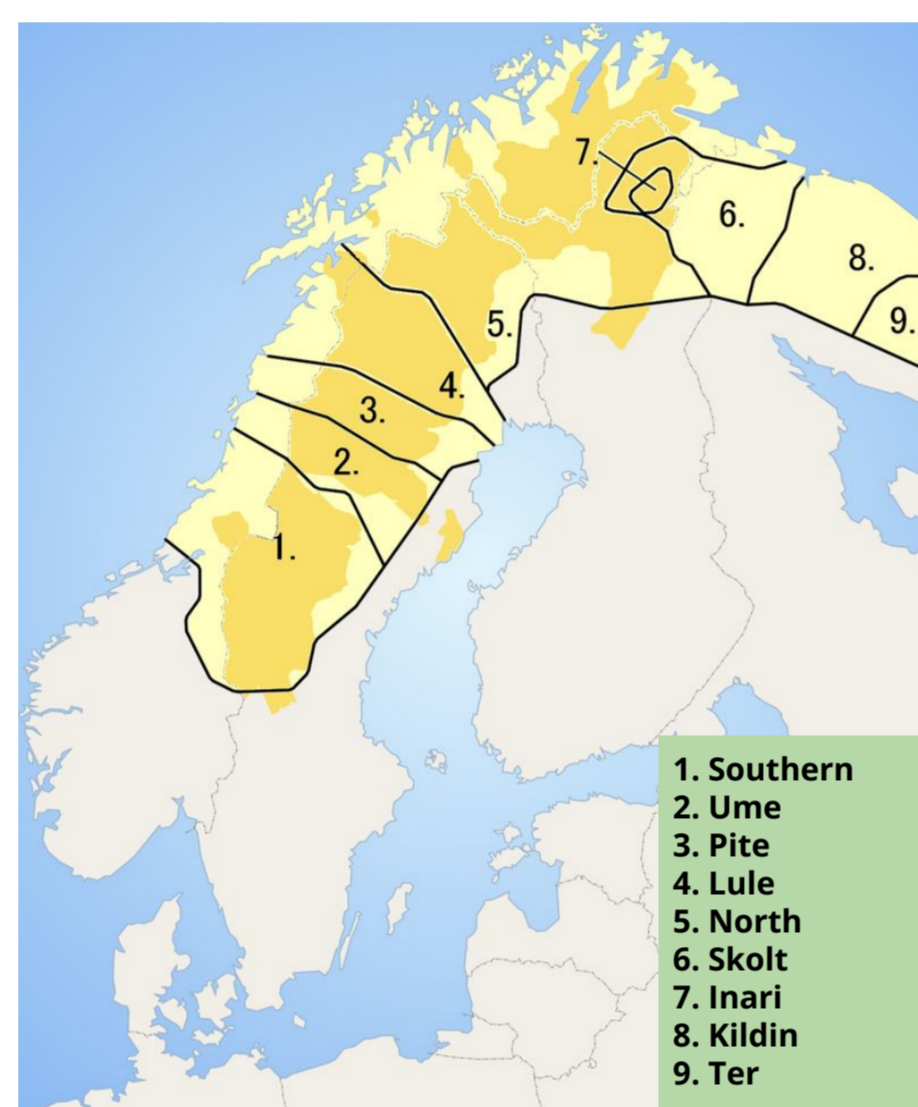 7.
6.
8.
9.
5.
4.
3.
2.
1.
1. Southern
2. Ume
3. Pite
4. Lule
5. North
6. Skolt
7. Inari
8. Kildin
9. Ter